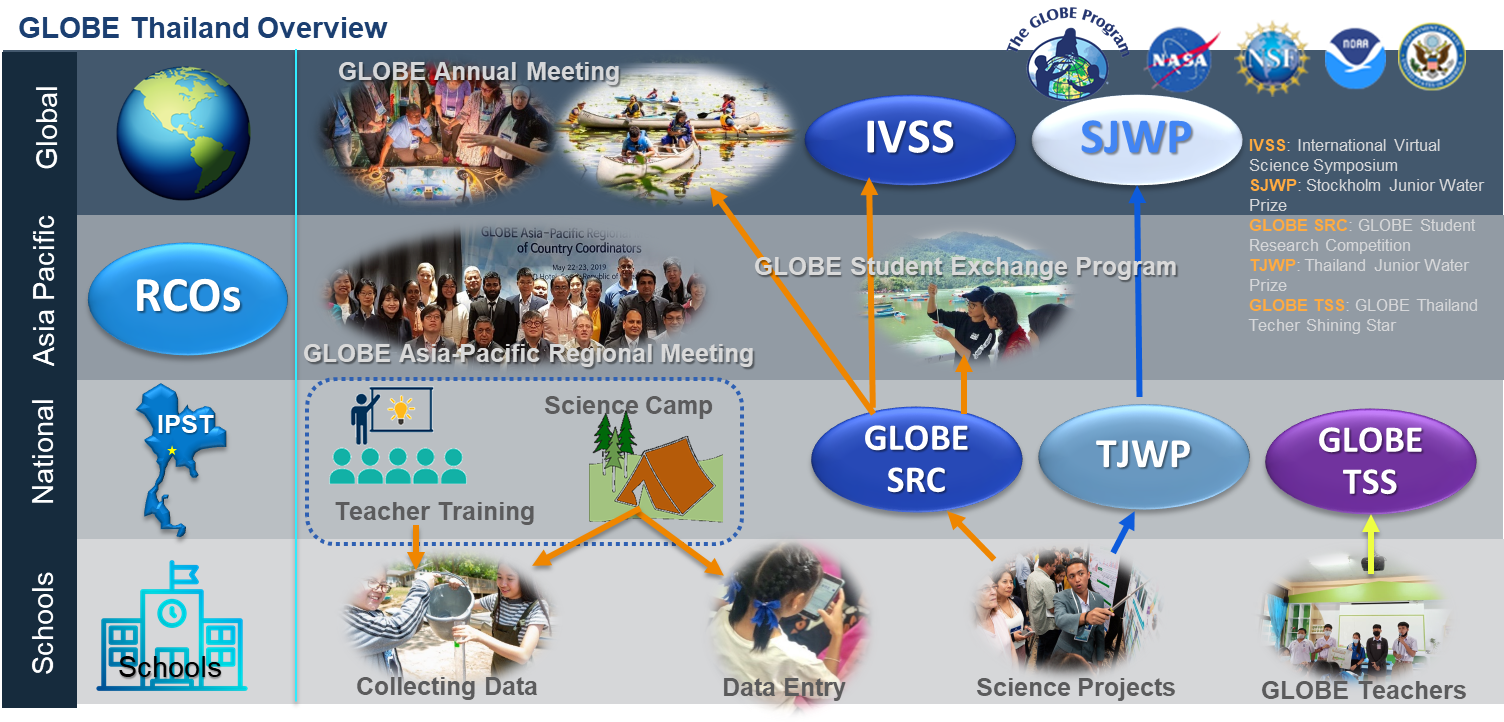 GLOBE Thailand Overview
The GLOBE Program
NASA
NSF
NOAA
Global
GLOBE Annual Meeting
IVSS
SJWP
IVSS: International Virtual
Science Symposium
SJWP: Stockholm Junior Water
Prize
GLOBE SRC: GLOBE Student
Research Competition
TJWP: Thailand Junior Water
Prize
GLOBE TSS: GLOBE Thailand
Techer Shining Star
Asia Pacific
RCOs
GLOBE Asia-Pacific Regional
of Country Coordinators
May 22-23, 2019
GLOBE Asia-Pacific Regional Meeting
GLOBE Student Exchange Program
National
IPST
Teacher Training
Science Camp
GLOBE
SRC
TJWP
GLOBE
TSS
Schools
Schools
Collecting Data
Data Entry
Science Projects
GLOBE Teachers